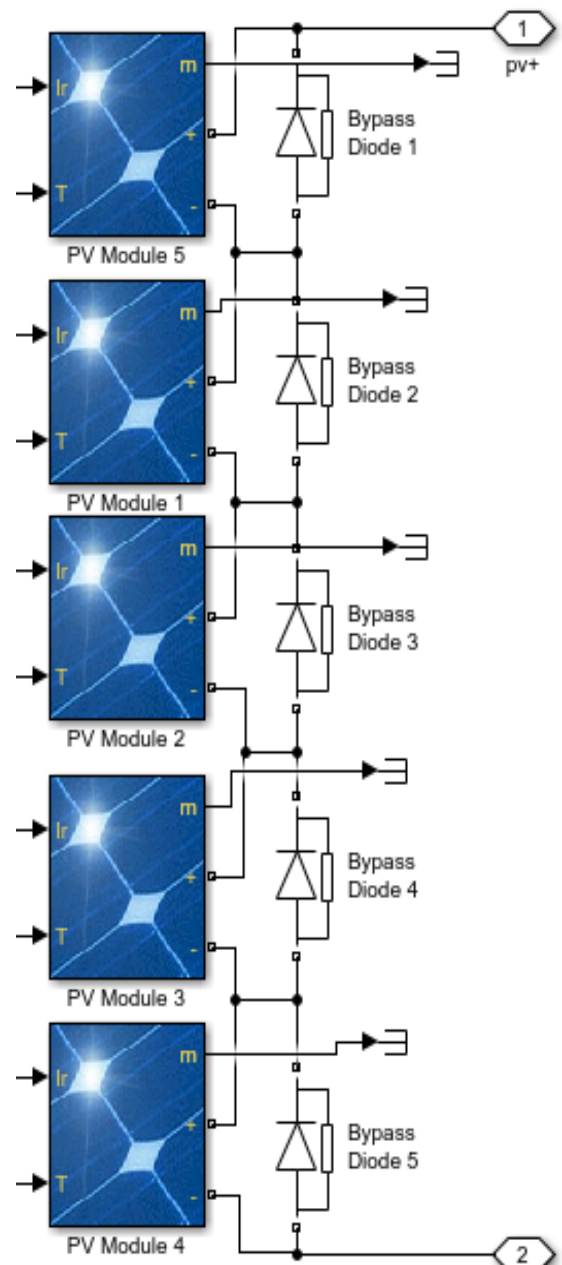 1
pv+
m
Ir
+
T
-
PV Module 5
Bypass
Diode 1
m
Ir
+
T
-
PV Module 1
Bypass
Diode 2
m
Ir
+
T
-
PV Module 2
Bypass
Diode 3
m
Ir
+
T
-
PV Module 3
Bypass
Diode 4
m
Ir
+
T
-
PV Module 4
Bypass
Diode 5
2